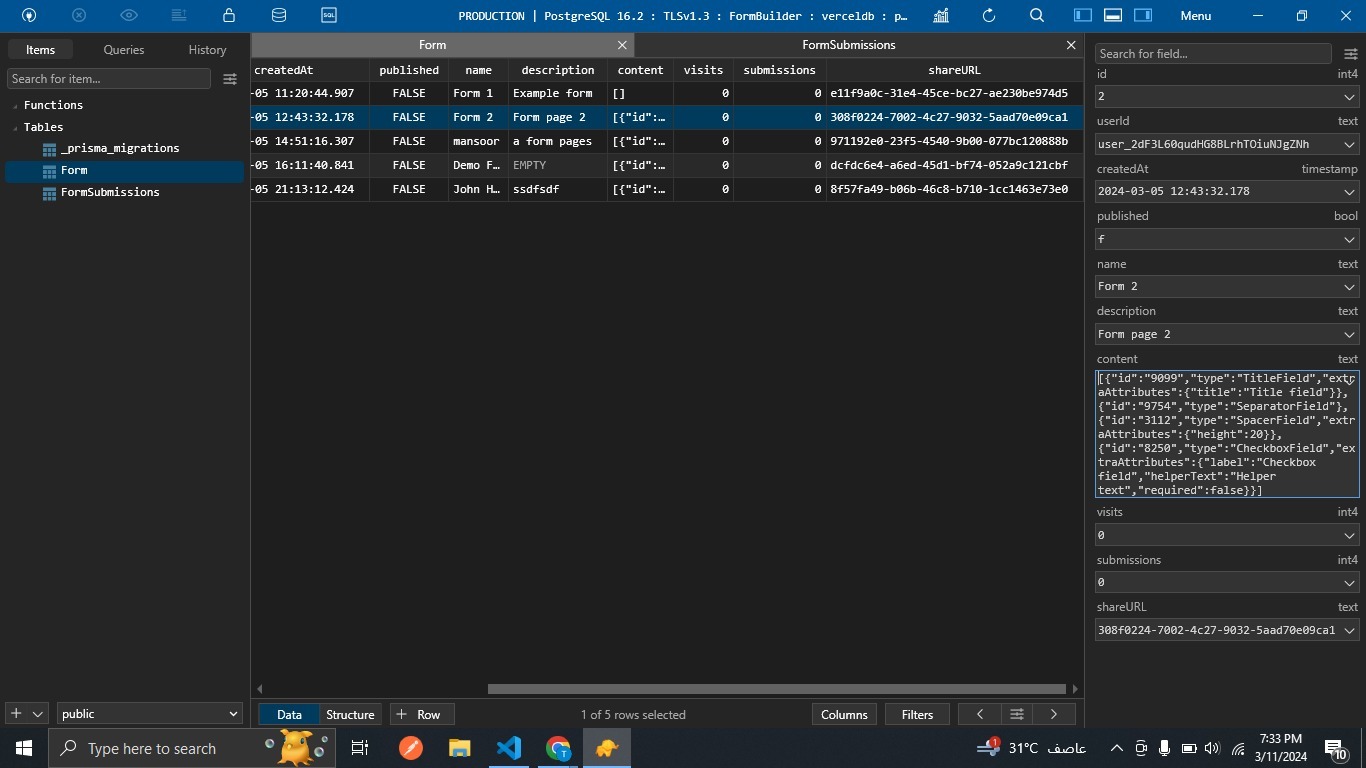 SQL
PRODUCTION | PostgreSQL 16.2 : TLSv1.3 : FormBuilder : verceldb : p…
Menu
Items Queries History
Search for item...
Functions
Tables
_prisma_migrations
Form
FormSubmissions
public
Form FormSubmissions
createdAt published name description content visits submissions shareURL
-05 11:20:44.907 FALSE Form 1 Example form [] 0 0 e11f9a0c-31e4-45ce-bc27-ae230be974d5
-05 12:43:32.178 FALSE Form 2 Form page 2 [{"id":… 0 0 308f0224-7002-4c27-9032-5aad70e09ca1
-05 14:51:16.307 FALSE mansoor a form pages [{"id":… 0 0 971192e0-23f5-4540-9b00-077bc120888b
-05 16:11:40.841 FALSE Demo F… EMPTY [{"id":… 0 0 dcfdc6e4-a6ed-45d1-bf74-052a9c121cbf
-05 21:13:12.424 FALSE John H… ssdfsdf [{"id":… 0 0 8f57fa49-b06b-46c8-b710-1cc1463e73e0
Data Structure + Row 1 of 5 rows selected Columns Filters
Search for field...
id int4
2
userId text
user_2dF3L60qudHG8BLrhTOiuNJgZNh
createdAt timestamp
2024-03-05 12:43:32.178
published bool
f
name text
Form 2
description text
Form page 2
content text
[{"id":"9099","type":"TitleField","extr
aAttributes":{"title":"Title field"}},
{"id":"9754","type":"SeparatorField"},
{"id":"3112","type":"SpacerField","extr
aAttributes":{"height":20}},
{"id":"8250","type":"CheckboxField","ex
traAttributes":{"label":"Checkbox
field","helperText":"Helper
text","required":false}}]
visits int4
0
submissions int4
0
shareURL text
308f0224-7002-4c27-9032-5aad70e09ca1
Type here to search
1
31°C عاصف
7:33 PM
3/11/2024
10